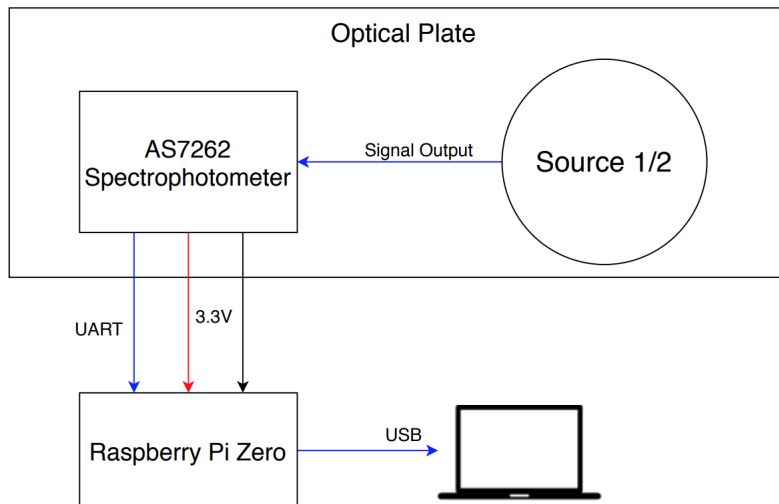 Optical Plate
AS7262
Spectrophotometer
Signal Output
Source 1/2
UART
3.3V
Raspberry Pi Zero
USB